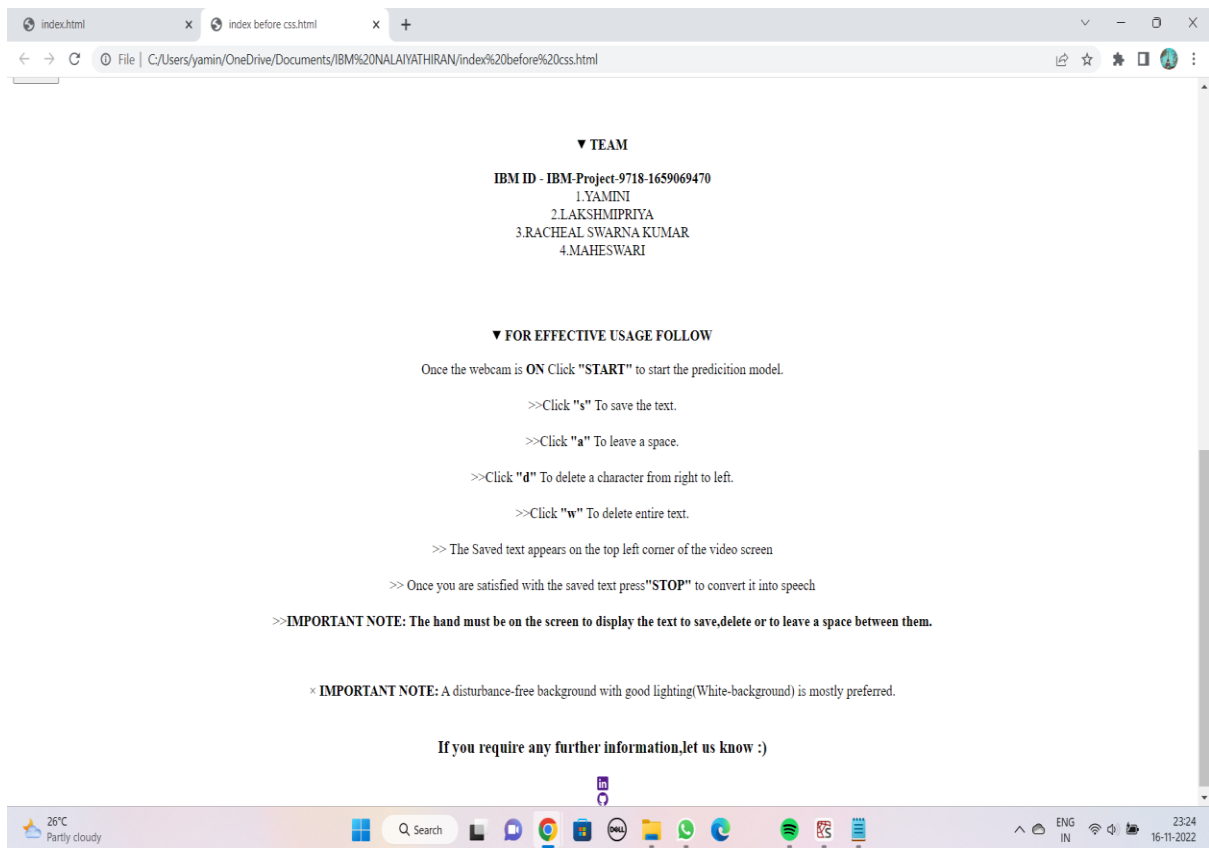 index.html
index before css.html
File | C:/Users/yamin/OneDrive/Documents/IBM%20NALAIYATHIRAN/index%20before%20css.html
▼ TEAM
IBM ID - IBM-Project-9718-1659069470
1.YAMINI
2.LAKSHMIPRIYA
3.RACHEAL SWARNA KUMAR
4.MAHESWARI
▼ FOR EFFECTIVE USAGE FOLLOW
Once the webcam is ON Click "START" to start the predicition model.
>>Click "s" To save the text.
>>Click "a" To leave a space.
>>Click "d" To delete a character from right to left.
>>Click "w" To delete entire text.
>> The Saved text appears on the top left corner of the video screen
>> Once you are satisfied with the saved text press"STOP" to convert it into speech
>>IMPORTANT NOTE: The hand must be on the screen to display the text to save,delete or to leave a space between them.
× IMPORTANT NOTE: A disturbance-free background with good lighting(White-background) is mostly preferred.
If you require any further information,let us know :)
in
26°C
Partly cloudy
Search
DELL
ENG
IN
23:24
16-11-2022